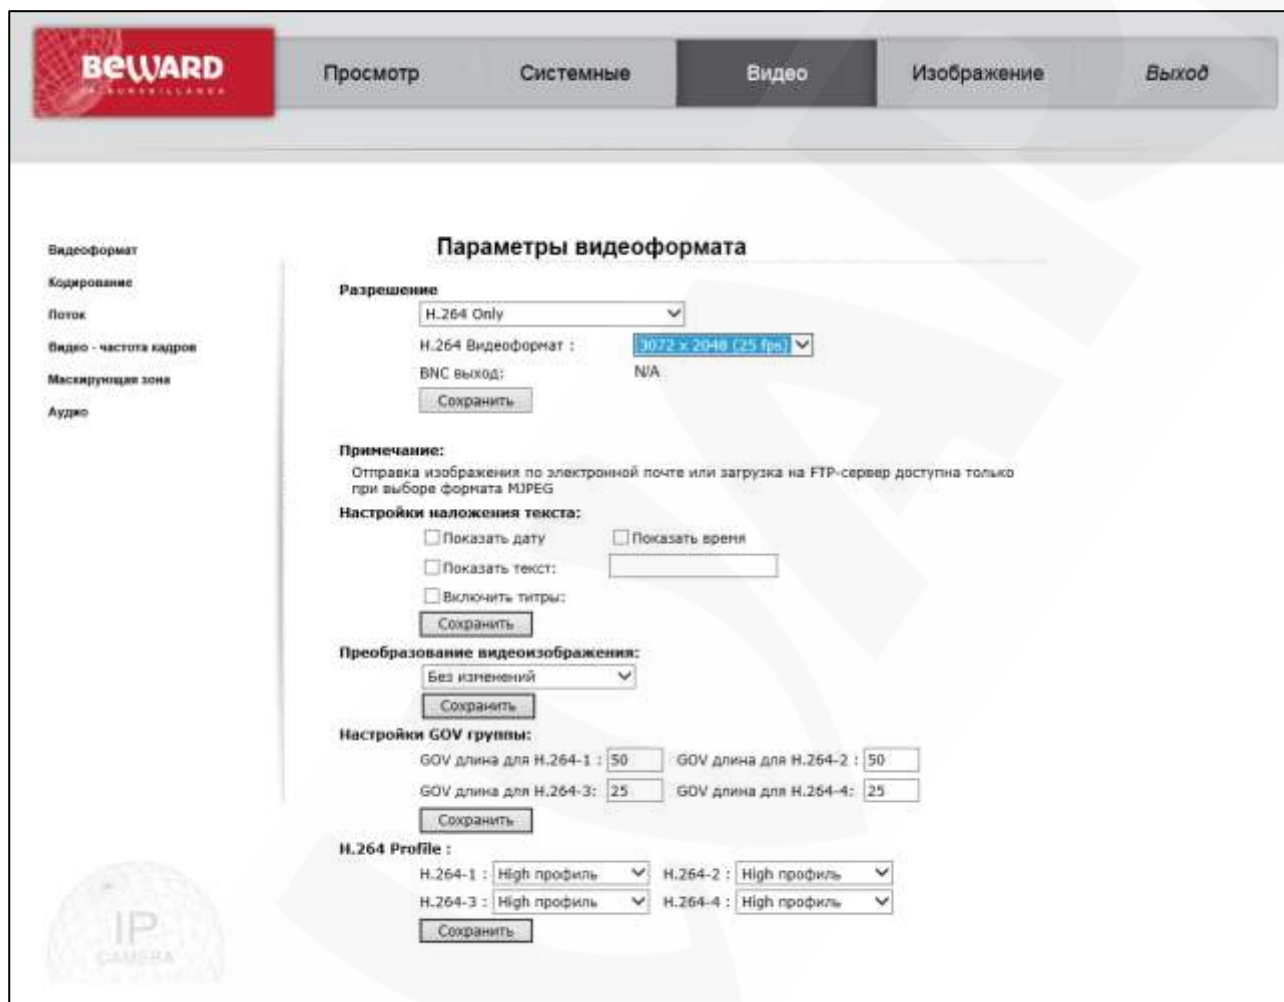 BEWARD
IP SURVEILLANCE
Просмотр Системные Видео Изображение Выход
Видеоформат
Кодирование
Поток
Видео - частота кадров
Маскирующая зона
Аудио
Параметры видеоформата
Разрешение
H.264 Only
H.264 Видеоформат :
3072 x 2048 (25 fps)
BNC выход: N/A
Сохранить
Примечание:
Отправка изображения по электронной почте или загрузка на FTP-сервер доступна только
при выборе формата MJPEG
Настройки наложения текста:
Показать дату Показать время
Показать текст:
Включить титры:
Сохранить
Преобразование видеоизображения:
Без изменений
Сохранить
Настройки GOV группы:
GOV длина для H.264-1 : 50 GOV длина для H.264-2 : 50
GOV длина для H.264-3: 25 GOV длина для H.264-4: 25
Сохранить
H.264 Profile :
H.264-1 : High профиль H.264-2 : High профиль
H.264-3 : High профиль H.264-4 : High профиль
Сохранить
IP
CAMERA